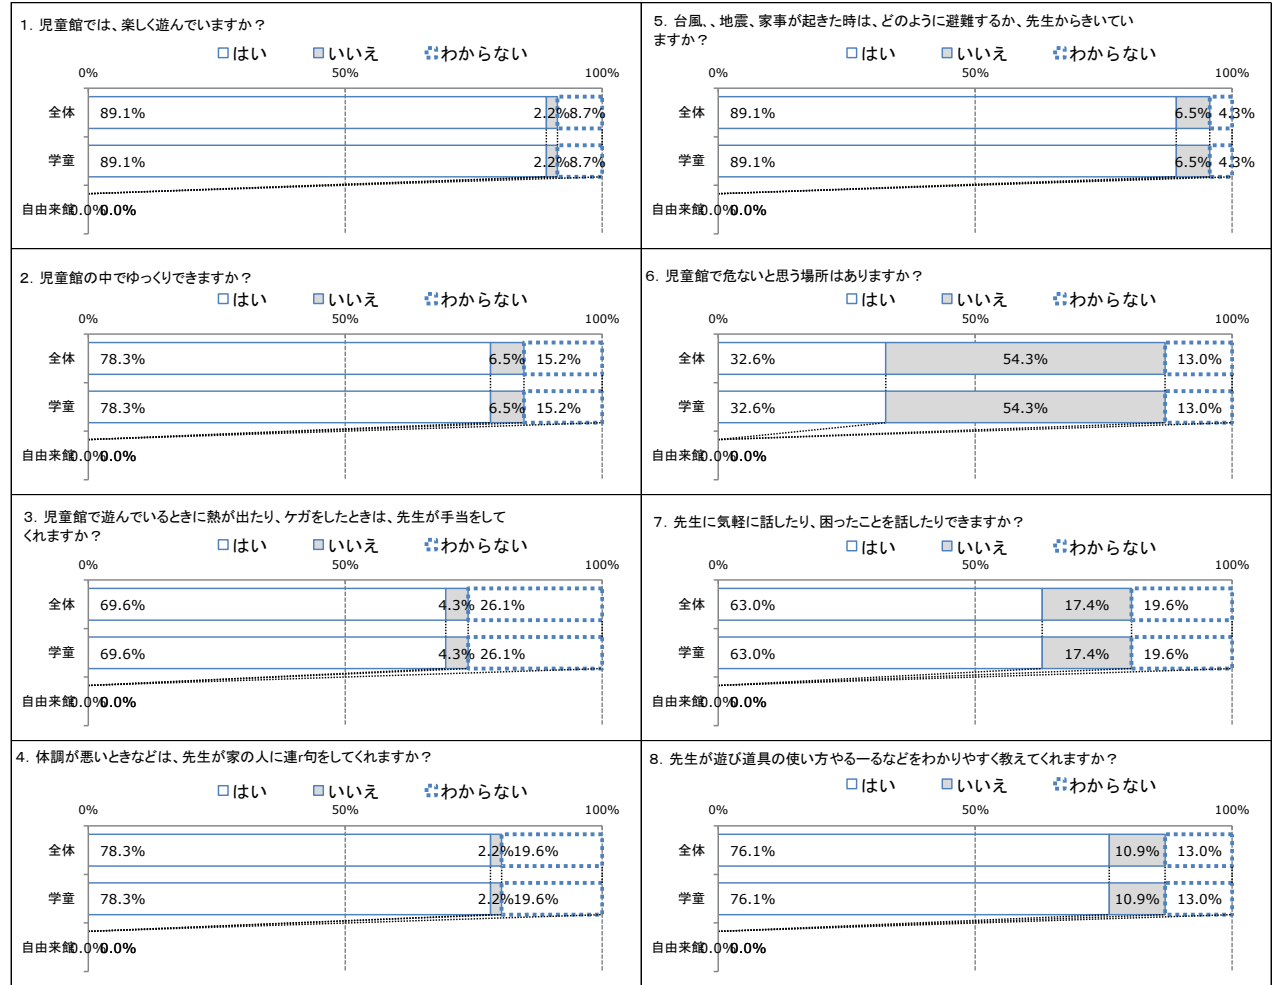 1. 児童館では、楽しく遊んでいますか？
はい いいえ わからない
0% 50% 100%
全体 89.1% 2.2% 8.7%
学童 89.1% 2.2% 8.7%
自由来館 0.0% 0.0%
2. 児童館の中でゆっくりできますか？
はい いいえ わからない
0% 50% 100%
全体 78.3% 6.5% 15.2%
学童 78.3% 6.5% 15.2%
自由来館 0.0% 0.0%
3. 児童館で遊んでいるときに熱が出たり、ケガをしたときは、先生が手当をして
くれますか？
はい いいえ わからない
0% 50% 100%
全体 69.6% 4.3% 26.1%
学童 69.6% 4.3% 26.1%
自由来館 0.0% 0.0%
4. 体調が悪いときなどは、先生が家の人に連r句をしてくれますか？
はい いいえ わからない
0% 50% 100%
全体 78.3% 2.2% 19.6%
学童 78.3% 2.2% 19.6%
自由来館 0.0% 0.0%
5. 台風、、地震、家事が起きた時は、どのように避難するか、先生からきいてい
ますか？
はい いいえ わからない
0% 50% 100%
全体 89.1% 6.5% 4.3%
学童 89.1% 6.5% 4.3%
自由来館 0.0% 0.0%
6. 児童館で危ないと思う場所はありますか？
はい いいえ わからない
0% 50% 100%
全体 32.6% 54.3% 13.0%
学童 32.6% 54.3% 13.0%
自由来館 0.0% 0.0%
7. 先生に気軽に話したり、困ったことを話したりできますか？
はい いいえ わからない
0% 50% 100%
全体 63.0% 17.4% 19.6%
学童 63.0% 17.4% 19.6%
自由来館 0.0% 0.0%
8. 先生が遊び道具の使い方やるーるなどをわかりやすく教えてくれますか？
はい いいえ わからない
0% 50% 100%
全体 76.1% 10.9% 13.0%
学童 76.1% 10.9% 13.0%
自由来館 0.0% 0.0%